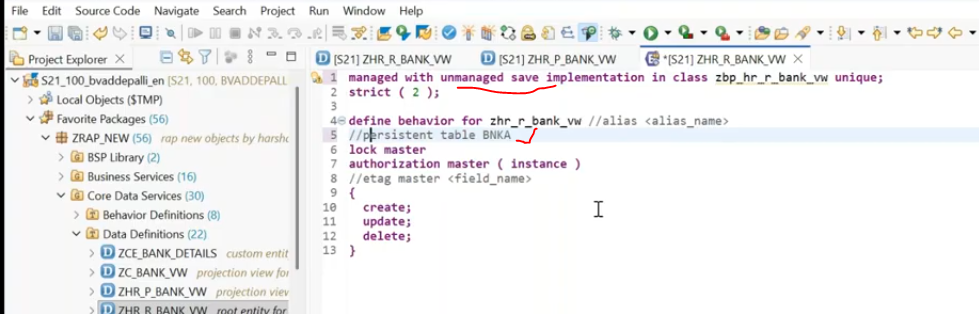 File Edit Source Code Navigate Search Project Run Window Help
Project Explorer
[S21] ZHR_R_BANK_VW
[S21] ZHR_P_BANK_VW
*[S21] ZHR_R_BANK_VW
S21_100_bvaddepalli_en [S21, 100, BVADDEPALL
Local Objects ($TMP)
Favorite Packages (56)
ZRAP_NEW (56) rap new objects by harsho
BSP Library (2)
Business Services (16)
Core Data Services (30)
Behavior Definitions (8)
Data Definitions (22)
ZCE_BANK_DETAILS custom entit
ZC_BANK_VW projection view for
ZHR_P_BANK_VW projection view
ZHR_R_BANK_VW root entity for
1 managed with unmanaged save implementation in class zbp_hr_r_bank_vw unique;
2 strict ( 2 );
3
4 define behavior for zhr_r_bank_vw //alias <alias_name>
5 //persistent table BNKA
6 lock master
7 authorization master ( instance )
8 //etag master <field_name>
9 {
10 create;
11 update;
12 delete;
13 }